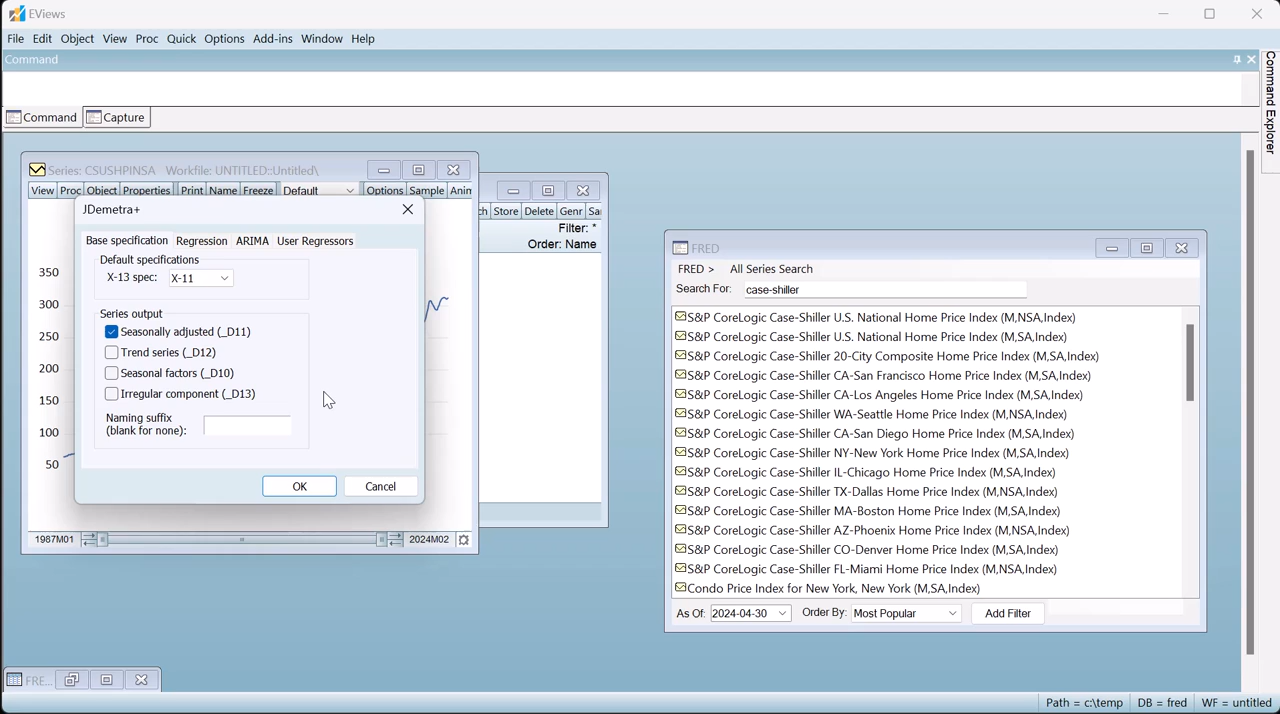 EViews
File Edit Object View Proc Quick Options Add-ins Window Help
Command
Command Capture
Command Explorer
Series: CSUSHPINSA Workfile: UNTITLED::Untitled\
View Proc Object Properties Print Name Freeze Default Options Sample Anim
350
300
250
200
150
100
50
1987M01 2024M02
JDemetra+
Base specification Regression ARIMA User Regressors
Default specifications
X-13 spec: X-11
Series output
Seasonally adjusted (_D11)
Trend series (_D12)
Seasonal factors (_D10)
Irregular component (_D13)
Naming suffix
(blank for none):
OK Cancel
ch Store Delete Genr Sa
Filter: *
Order: Name
FRED
FRED > All Series Search
Search For: case-shiller
S&P CoreLogic Case-Shiller U.S. National Home Price Index (M,NSA,Index)
S&P CoreLogic Case-Shiller U.S. National Home Price Index (M,SA,Index)
S&P CoreLogic Case-Shiller 20-City Composite Home Price Index (M,SA,Index)
S&P CoreLogic Case-Shiller CA-San Francisco Home Price Index (M,SA,Index)
S&P CoreLogic Case-Shiller CA-Los Angeles Home Price Index (M,SA,Index)
S&P CoreLogic Case-Shiller WA-Seattle Home Price Index (M,NSA,Index)
S&P CoreLogic Case-Shiller CA-San Diego Home Price Index (M,SA,Index)
S&P CoreLogic Case-Shiller NY-New York Home Price Index (M,SA,Index)
S&P CoreLogic Case-Shiller IL-Chicago Home Price Index (M,SA,Index)
S&P CoreLogic Case-Shiller TX-Dallas Home Price Index (M,NSA,Index)
S&P CoreLogic Case-Shiller MA-Boston Home Price Index (M,SA,Index)
S&P CoreLogic Case-Shiller AZ-Phoenix Home Price Index (M,NSA,Index)
S&P CoreLogic Case-Shiller CO-Denver Home Price Index (M,SA,Index)
S&P CoreLogic Case-Shiller FL-Miami Home Price Index (M,NSA,Index)
Condo Price Index for New York, New York (M,SA,Index)
As Of: 2024-04-30 Order By: Most Popular Add Filter
FRE...
Path = c:\temp DB = fred WF = untitled